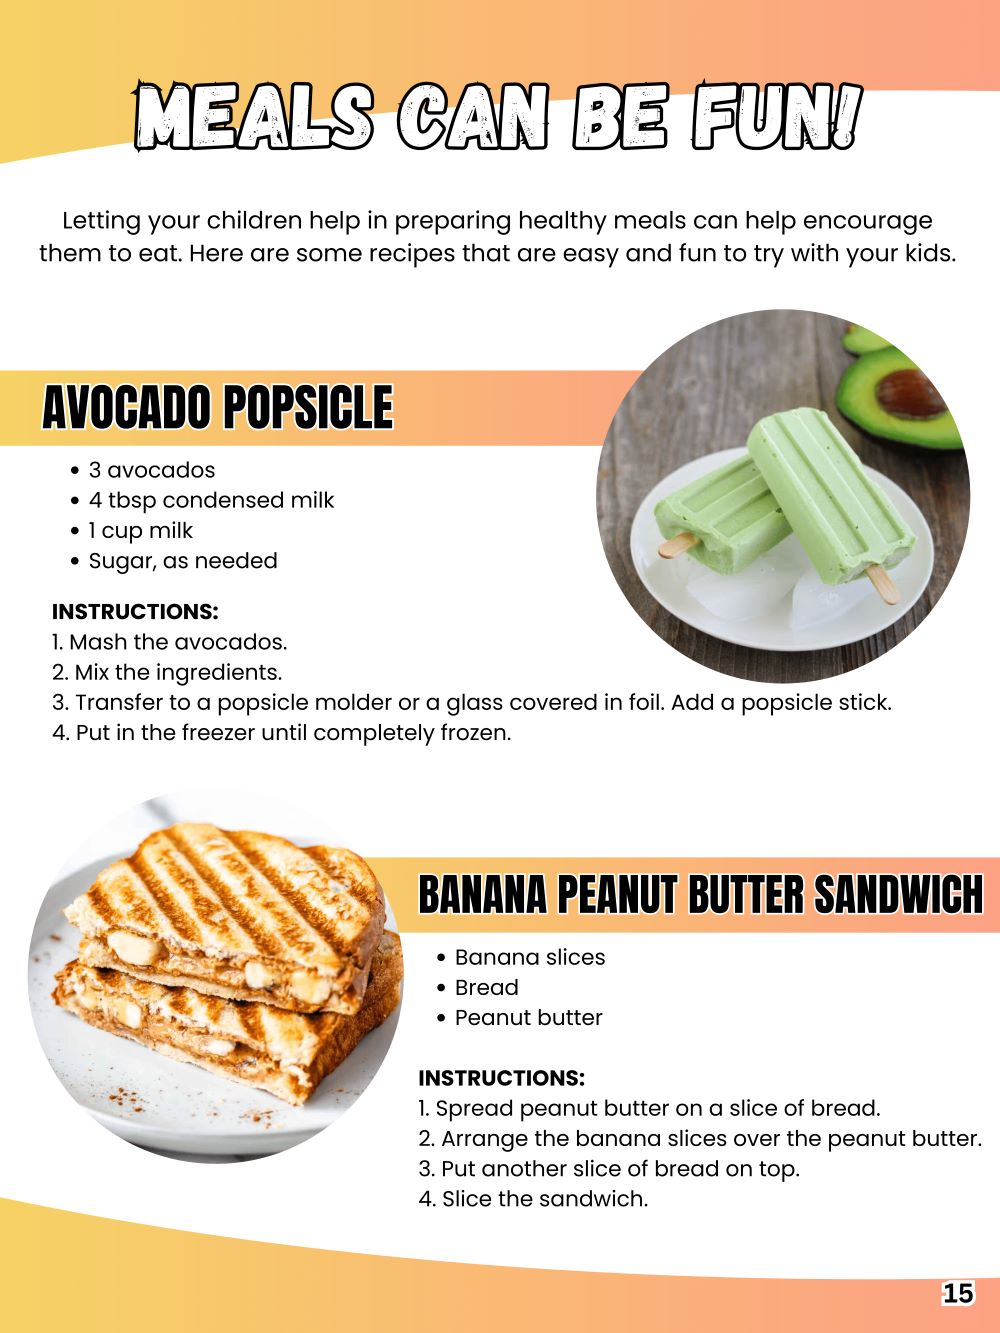 MEALS CAN BE FUN!
Letting your children help in preparing healthy meals can help encourage
them to eat. Here are some recipes that are easy and fun to try with your kids.
AVOCADO POPSICLE
• 3 avocados
• 4 tbsp condensed milk
• 1 cup milk
• Sugar, as needed
INSTRUCTIONS:
1. Mash the avocados.
2. Mix the ingredients.
3. Transfer to a popsicle molder or a glass covered in foil. Add a popsicle stick.
4. Put in the freezer until completely frozen.
BANANA PEANUT BUTTER SANDWICH
• Banana slices
• Bread
• Peanut butter
INSTRUCTIONS:
1. Spread peanut butter on a slice of bread.
2. Arrange the banana slices over the peanut butter.
3. Put another slice of bread on top.
4. Slice the sandwich.
15